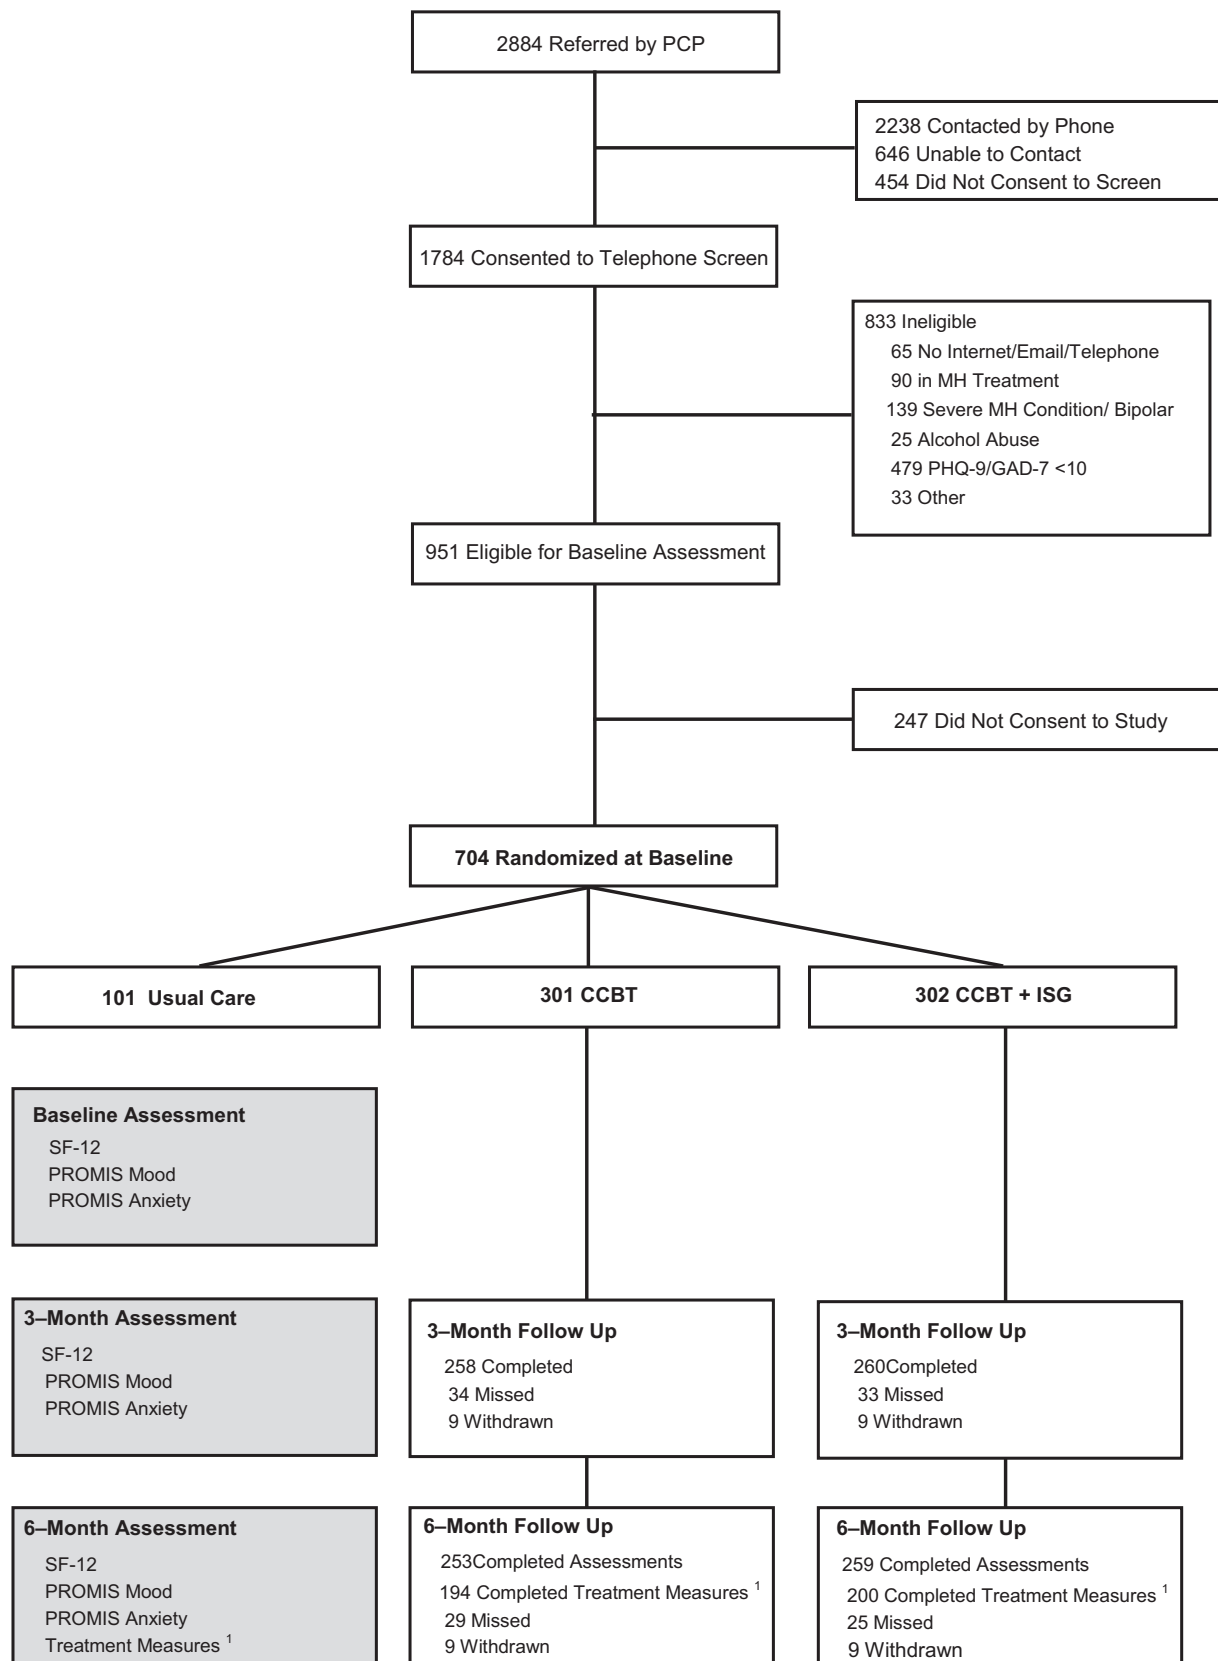 2884 Referred by PCP
2238 Contacted by Phone
646 Unable to Contact
454 Did Not Consent to Screen
1784 Consented to Telephone Screen
833 Ineligible
65 No Internet/Email/Telephone
90 in MH Treatment
139 Severe MH Condition/ Bipolar
25 Alcohol Abuse
479 PHQ-9/GAD-7 <10
33 Other
951 Eligible for Baseline Assessment
247 Did Not Consent to Study
704 Randomized at Baseline
101 Usual Care
301 CCBT
302 CCBT + ISG
Baseline Assessment
SF-12
PROMIS Mood
PROMIS Anxiety
3–Month Assessment
SF-12
PROMIS Mood
PROMIS Anxiety
3–Month Follow Up
258 Completed
34 Missed
9 Withdrawn
3–Month Follow Up
260Completed
33 Missed
9 Withdrawn
6–Month Assessment
SF-12
PROMIS Mood
PROMIS Anxiety
Treatment Measures 1
6–Month Follow Up
253Completed Assessments
194 Completed Treatment Measures 1
29 Missed
9 Withdrawn
6–Month Follow Up
259 Completed Assessments
200 Completed Treatment Measures 1
25 Missed
9 Withdrawn